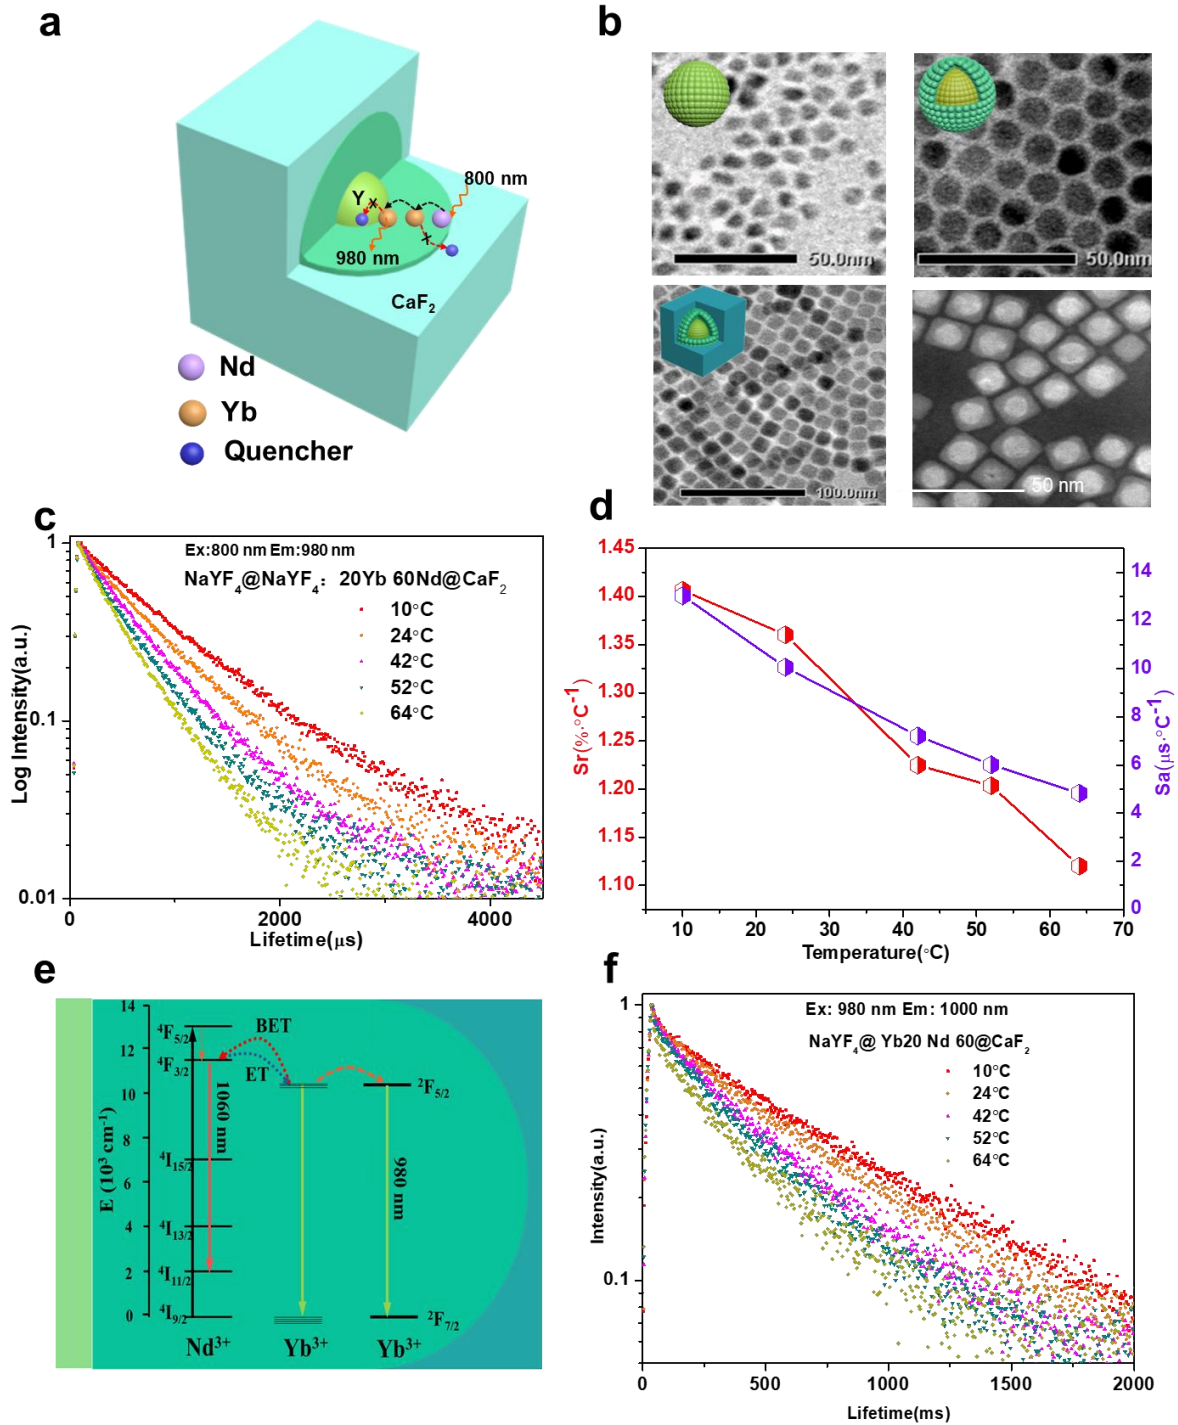 a
800 nm
Y
x
x
980 nm
CaF2
Nd
Yb
Quencher
b
50.0nm
50.0nm
100.0nm
50 nm
c
Ex:800 nm Em:980 nm
NaYF4@NaYF4: 20Yb 60Nd@CaF2
10°C
24°C
42°C
52°C
64°C
1
0.1
0.01
Log Intensity(a.u.)
0
2000
4000
Lifetime(μs)
d
1.45
1.40
1.35
1.30
1.25
1.20
1.15
1.10
Sr(%·°C-1)
14
12
10
8
6
4
2
0
Sa(μs·°C-1)
10
20
30
40
50
60
70
Temperature(°C)
e
14
12
10
8
6
4
2
0
E (10³ cm-1)
4F5/2
4F3/2
4I15/2
4I13/2
4I11/2
4I9/2
BET
ET
1060 nm
980 nm
2F5/2
2F7/2
Nd3+
Yb3+
Yb3+
f
Ex: 980 nm Em: 1000 nm
NaYF4@ Yb20 Nd 60@CaF2
10°C
24°C
42°C
52°C
64°C
1
0.1
Intensity(a.u.)
0
500
1000
1500
2000
Lifetime(ms)